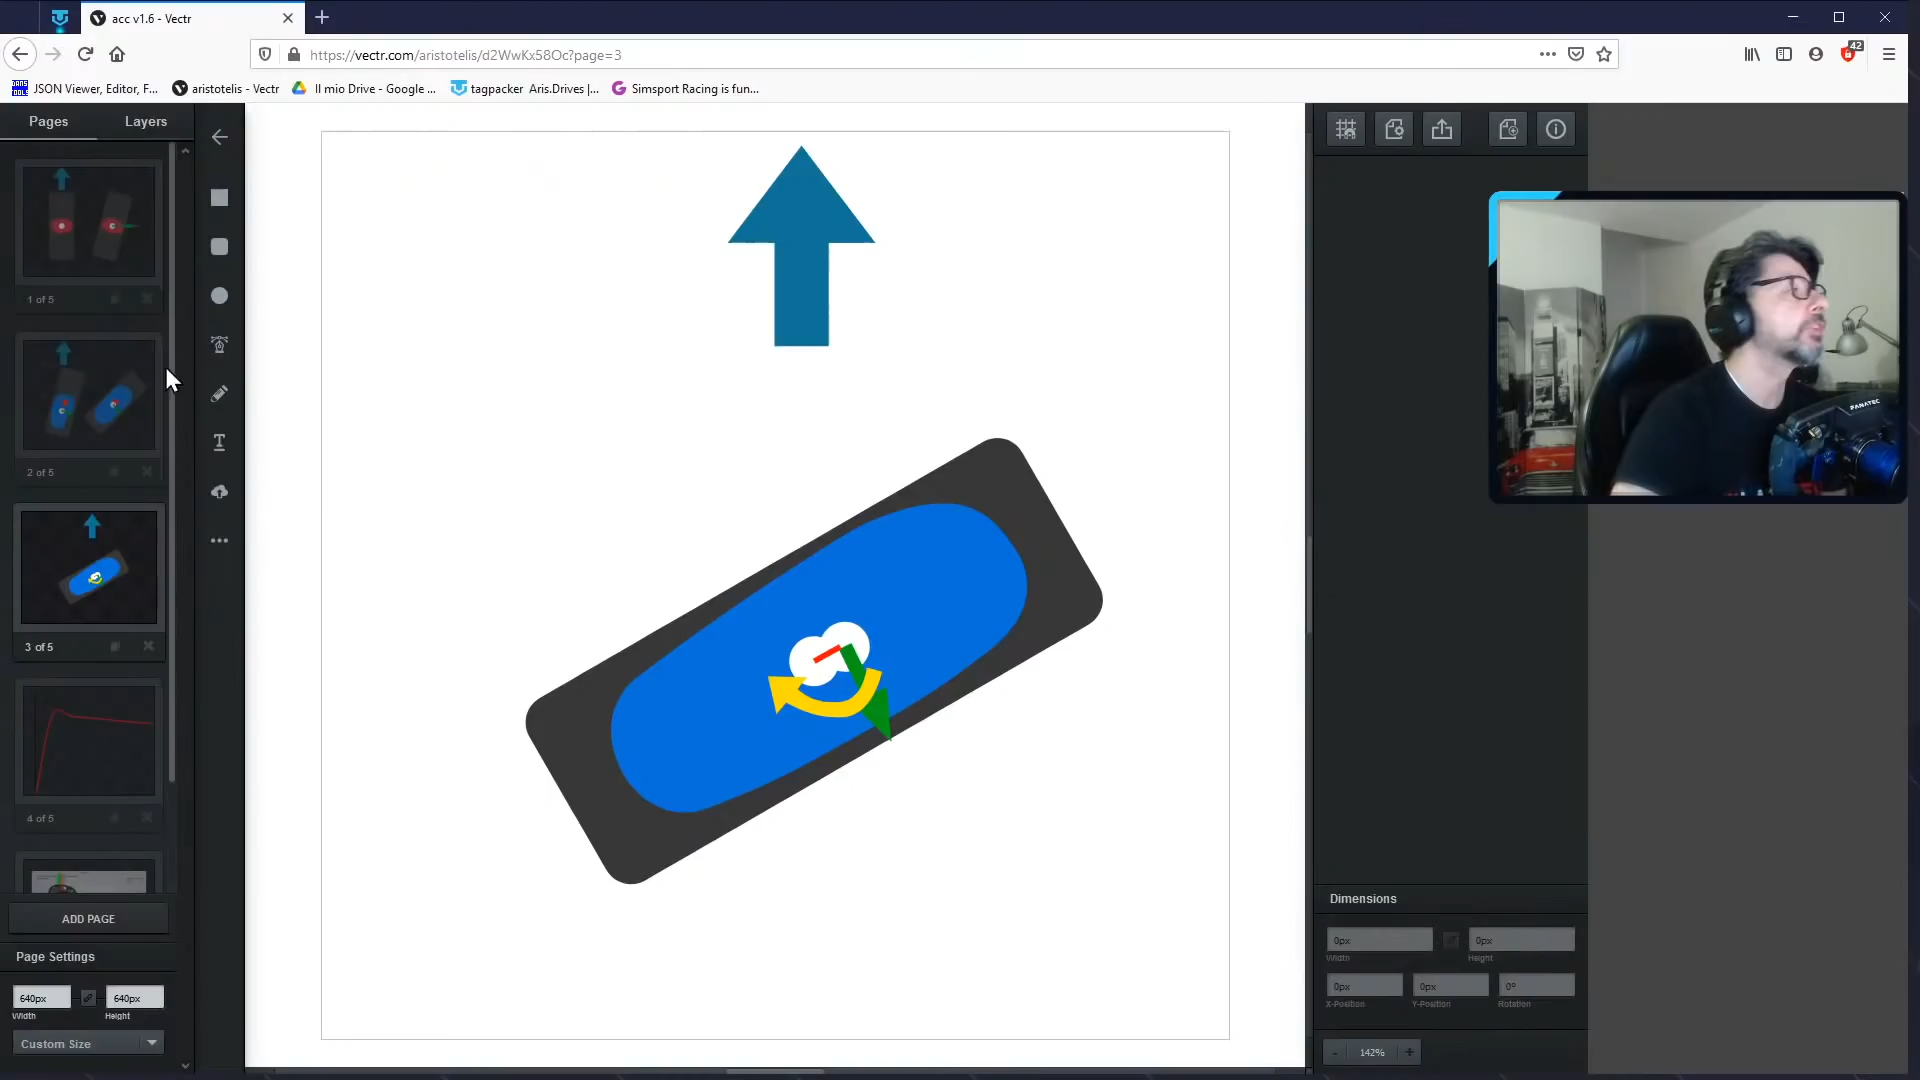 acc v1.6 - Vectr
https://vectr.com/aristotelis/d2WwKx58Oc?page=3
42
JSON Viewer, Editor, F...
aristotelis - Vectr
Il mio Drive - Google ...
tagpacker Aris.Drives |...
Simsport Racing is fun...
Pages
Layers
1 of 5
2 of 5
3 of 5
4 of 5
ADD PAGE
Page Settings
640px
640px
Width
Height
Custom Size
FANATEC
Dimensions
0px
0px
Width
Height
0px
0px
0°
X-Position
Y-Position
Rotation
- 142% +